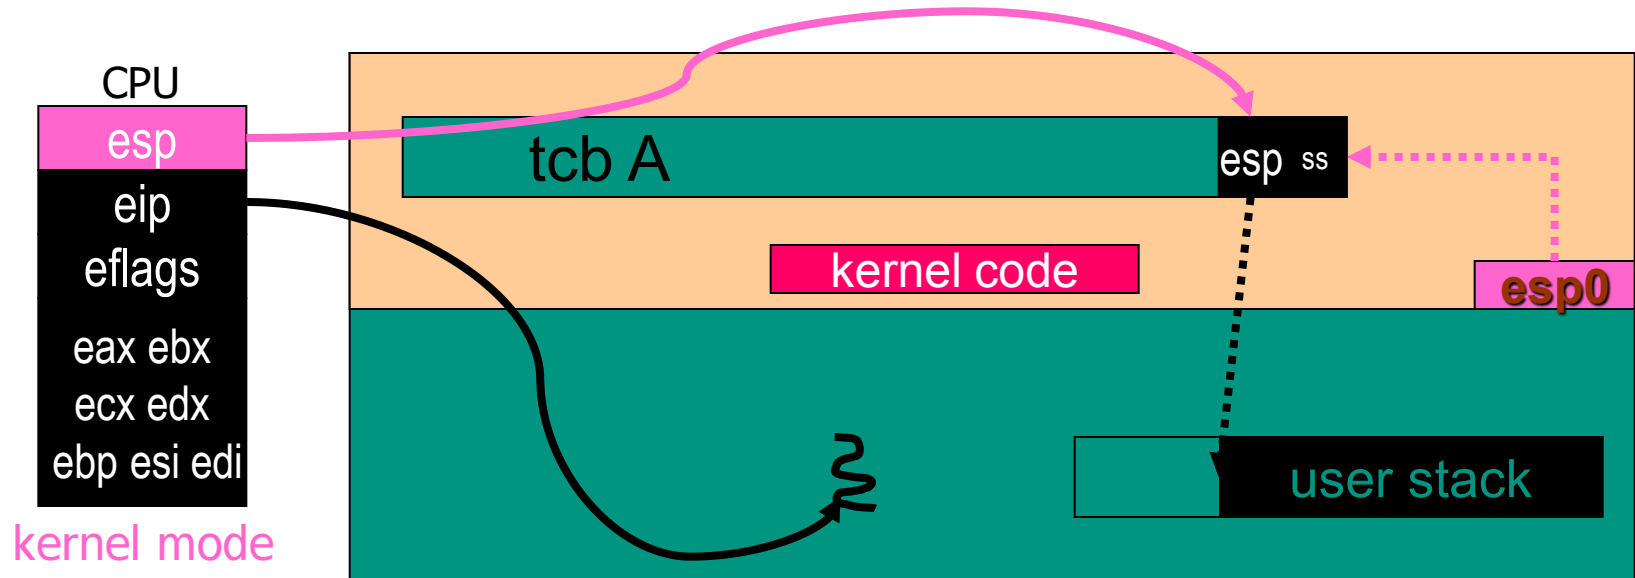 CPU
esp
eip
eflags
eax ebx
ecx edx
ebp esi edi
kernel mode
tcb A
esp ss
kernel code
esp0
user stack